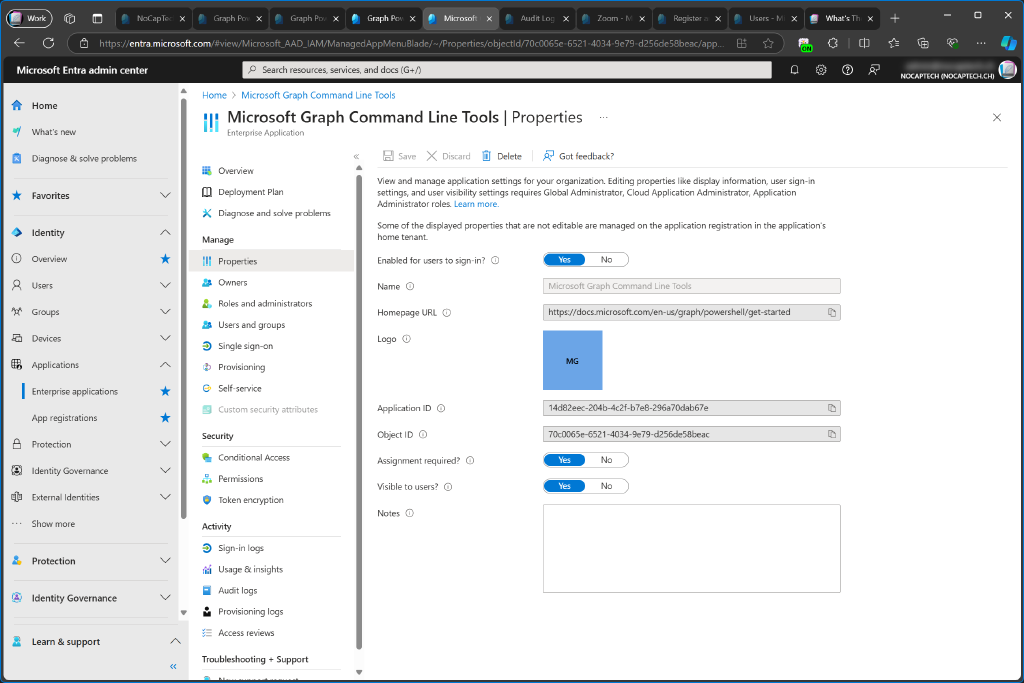 Work
NoCapTec
Graph Po
Graph Po
Graph Po
Microsoft
Audit Log
Zoom - M
Register a
Users - M
What's Th
https://entra.microsoft.com/#view/Microsoft_AAD_IAM/ManagedAppMenuBlade/~/Properties/objectId/70c0065e-6521-4034-9e79-d256de58beac/app...
ON
Microsoft Entra admin center
Search resources, services, and docs (G+/)
NOCAPTECH (NOCAPTECH.CH)
Home
What's new
Diagnose & solve problems
Favorites
Identity
Overview
Users
Groups
Devices
Applications
Enterprise applications
App registrations
Protection
Identity Governance
External Identities
Show more
Protection
Identity Governance
Learn & support
Home > Microsoft Graph Command Line Tools
Microsoft Graph Command Line Tools | Properties ...
Enterprise Application
Overview
Deployment Plan
Diagnose and solve problems
Manage
Properties
Owners
Roles and administrators
Users and groups
Single sign-on
Provisioning
Self-service
Custom security attributes
Security
Conditional Access
Permissions
Token encryption
Activity
Sign-in logs
Usage & insights
Audit logs
Provisioning logs
Access reviews
Troubleshooting + Support
New support request
Save Discard Delete Got feedback?
View and manage application settings for your organization. Editing properties like display information, user sign-in
settings, and user visibility settings requires Global Administrator, Cloud Application Administrator, Application
Administrator roles. Learn more.
Some of the displayed properties that are not editable are managed on the application registration in the application's
home tenant.
Enabled for users to sign-in? Yes No
Name Microsoft Graph Command Line Tools
Homepage URL https://docs.microsoft.com/en-us/graph/powershell/get-started
Logo
MG
Application ID 14d82eec-204b-4c2f-b7e8-296a70dab67e
Object ID 70c0065e-6521-4034-9e79-d256de58beac
Assignment required? Yes No
Visible to users? Yes No
Notes